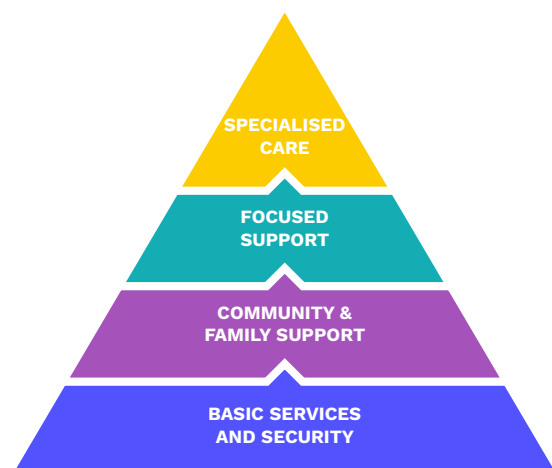 SPECIALISED
CARE
FOCUSED
SUPPORT
COMMUNITY &
FAMILY SUPPORT
BASIC SERVICES
AND SECURITY